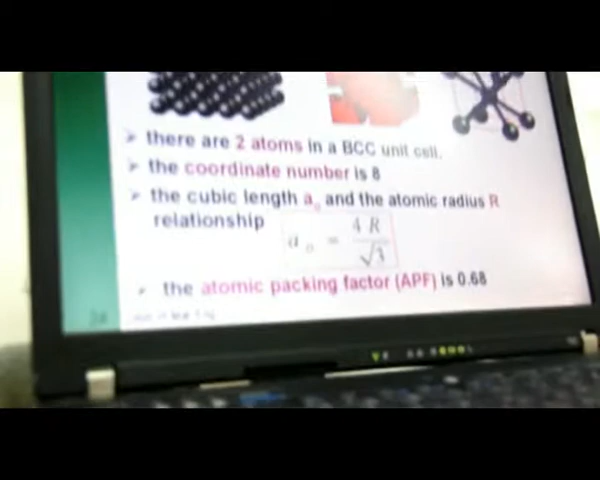 ➢ there are 2 atoms in a BCC unit cell.
➢ the coordinate number is 8
➢ the cubic length a₀ and the atomic radius R
relationship
a₀ = 4 R / √3
➢ the atomic packing factor (APF) is 0.68